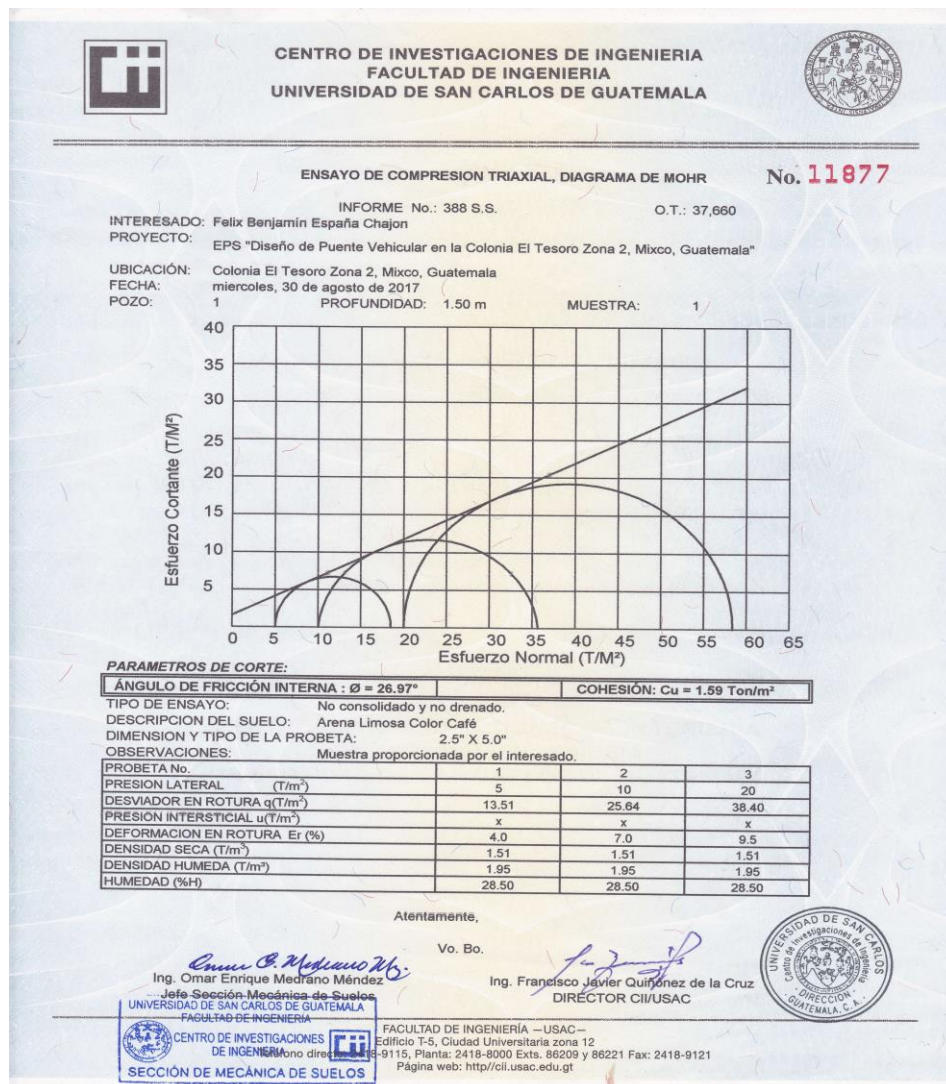 CENTRO DE INVESTIGACIONES DE INGENIERIA
FACULTAD DE INGENIERIA
UNIVERSIDAD DE SAN CARLOS DE GUATEMALA
ENSAYO DE COMPRESION TRIAXIAL, DIAGRAMA DE MOHR
No. 11877
INFORME No.: 388 S.S. O.T.: 37,660
INTERESADO: Felix Benjamín España Chajon
PROYECTO: EPS "Diseño de Puente Vehicular en la Colonia El Tesoro Zona 2, Mixco, Guatemala"
UBICACIÓN: Colonia El Tesoro Zona 2, Mixco, Guatemala
FECHA: miercoles, 30 de agosto de 2017
POZO: 1 PROFUNDIDAD: 1.50 m MUESTRA: 1
40
35
30
25
20
15
10
5
Esfuerzo Cortante (T/M²)
0 5 10 15 20 25 30 35 40 45 50 55 60 65
Esfuerzo Normal (T/M²)
PARAMETROS DE CORTE:
ÁNGULO DE FRICCIÓN INTERNA : Ø = 26.97° COHESIÓN: Cu = 1.59 Ton/m²
TIPO DE ENSAYO: No consolidado y no drenado.
DESCRIPCION DEL SUELO: Arena Limosa Color Café
DIMENSION Y TIPO DE LA PROBETA: 2.5" X 5.0"
OBSERVACIONES: Muestra proporcionada por el interesado.
PROBETA No. 1 2 3
PRESION LATERAL (T/m²) 5 10 20
DESVIADOR EN ROTURA q(T/m²) 13.51 25.64 38.40
PRESION INTERSTICIAL u(T/m²) x x x
DEFORMACION EN ROTURA Er (%) 4.0 7.0 9.5
DENSIDAD SECA (T/m³) 1.51 1.51 1.51
DENSIDAD HUMEDA (T/m³) 1.95 1.95 1.95
HUMEDAD (%H) 28.50 28.50 28.50
Atentamente,
Vo. Bo.
Ing. Omar Enrique Medrano Méndez
Jefe Sección Mecánica de Suelos
Ing. Francisco Javier Quiñonez de la Cruz
DIRECTOR CII/USAC
UNIVERSIDAD DE SAN CARLOS
Centro de Investigaciones de Ingeniería
DIRECCION
GUATEMALA, C. A.
UNIVERSIDAD DE SAN CARLOS DE GUATEMALA
FACULTAD DE INGENIERIA
CENTRO DE INVESTIGACIONES
DE INGENIERIA
SECCIÓN DE MECÁNICA DE SUELOS
FACULTAD DE INGENIERÍA —USAC—
Edificio T-5, Ciudad Universitaria zona 12
9115, Planta: 2418-8000 Exts. 86209 y 86221 Fax: 2418-9121
Página web: http//cii.usac.edu.gt